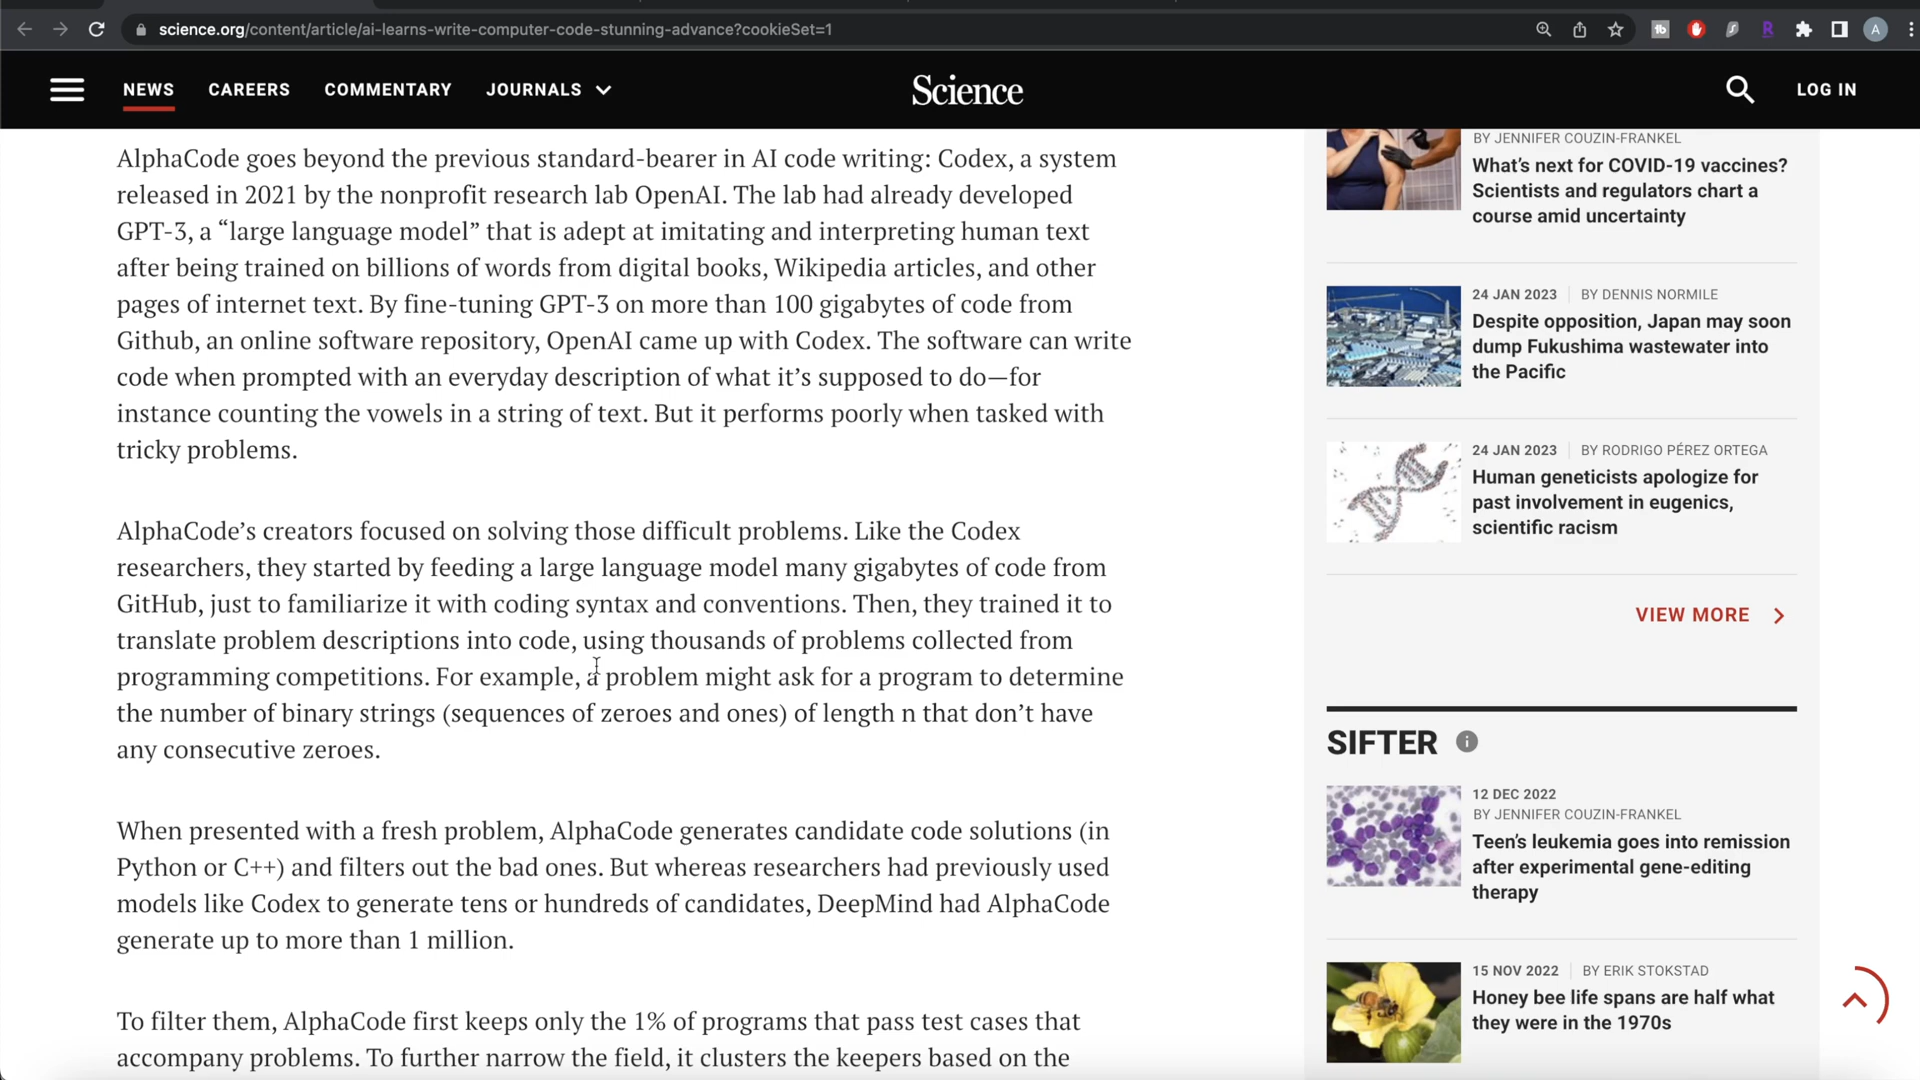 science.org/content/article/ai-learns-write-computer-code-stunning-advance?cookieSet=1
A
NEWS
CAREERS
COMMENTARY
JOURNALS
Science
LOG IN
AlphaCode goes beyond the previous standard-bearer in AI code writing: Codex, a system
released in 2021 by the nonprofit research lab OpenAI. The lab had already developed
GPT-3, a “large language model” that is adept at imitating and interpreting human text
after being trained on billions of words from digital books, Wikipedia articles, and other
pages of internet text. By fine-tuning GPT-3 on more than 100 gigabytes of code from
Github, an online software repository, OpenAI came up with Codex. The software can write
code when prompted with an everyday description of what it’s supposed to do—for
instance counting the vowels in a string of text. But it performs poorly when tasked with
tricky problems.
AlphaCode’s creators focused on solving those difficult problems. Like the Codex
researchers, they started by feeding a large language model many gigabytes of code from
GitHub, just to familiarize it with coding syntax and conventions. Then, they trained it to
translate problem descriptions into code, using thousands of problems collected from
programming competitions. For example, a problem might ask for a program to determine
the number of binary strings (sequences of zeroes and ones) of length n that don’t have
any consecutive zeroes.
When presented with a fresh problem, AlphaCode generates candidate code solutions (in
Python or C++) and filters out the bad ones. But whereas researchers had previously used
models like Codex to generate tens or hundreds of candidates, DeepMind had AlphaCode
generate up to more than 1 million.
To filter them, AlphaCode first keeps only the 1% of programs that pass test cases that
accompany problems. To further narrow the field, it clusters the keepers based on the
BY JENNIFER COUZIN-FRANKEL
What’s next for COVID-19 vaccines?
Scientists and regulators chart a
course amid uncertainty
24 JAN 2023 BY DENNIS NORMILE
Despite opposition, Japan may soon
dump Fukushima wastewater into
the Pacific
24 JAN 2023 BY RODRIGO PÉREZ ORTEGA
Human geneticists apologize for
past involvement in eugenics,
scientific racism
VIEW MORE
SIFTER
12 DEC 2022
BY JENNIFER COUZIN-FRANKEL
Teen’s leukemia goes into remission
after experimental gene-editing
therapy
15 NOV 2022 BY ERIK STOKSTAD
Honey bee life spans are half what
they were in the 1970s